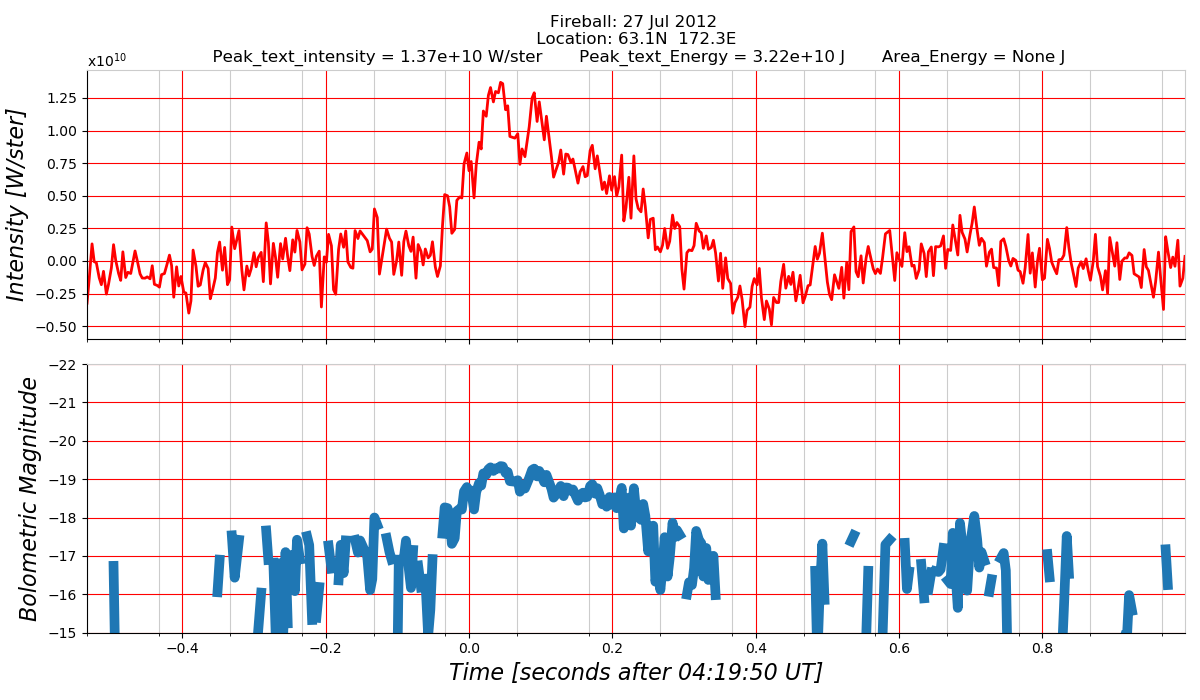 Fireball: 27 Jul 2012
Location: 63.1N  172.3E
Peak_text_intensity = 1.37e+10 W/ster       Peak_text_Energy = 3.22e+10 J       Area_Energy = None J
x10¹⁰
1.25
1.00
0.75
0.50
0.25
0.00
−0.25
−0.50
Intensity [W/ster]
−22
−21
−20
−19
−18
−17
−16
−15
Bolometric Magnitude
−0.4 −0.2 0.0 0.2 0.4 0.6 0.8
Time [seconds after 04:19:50 UT]